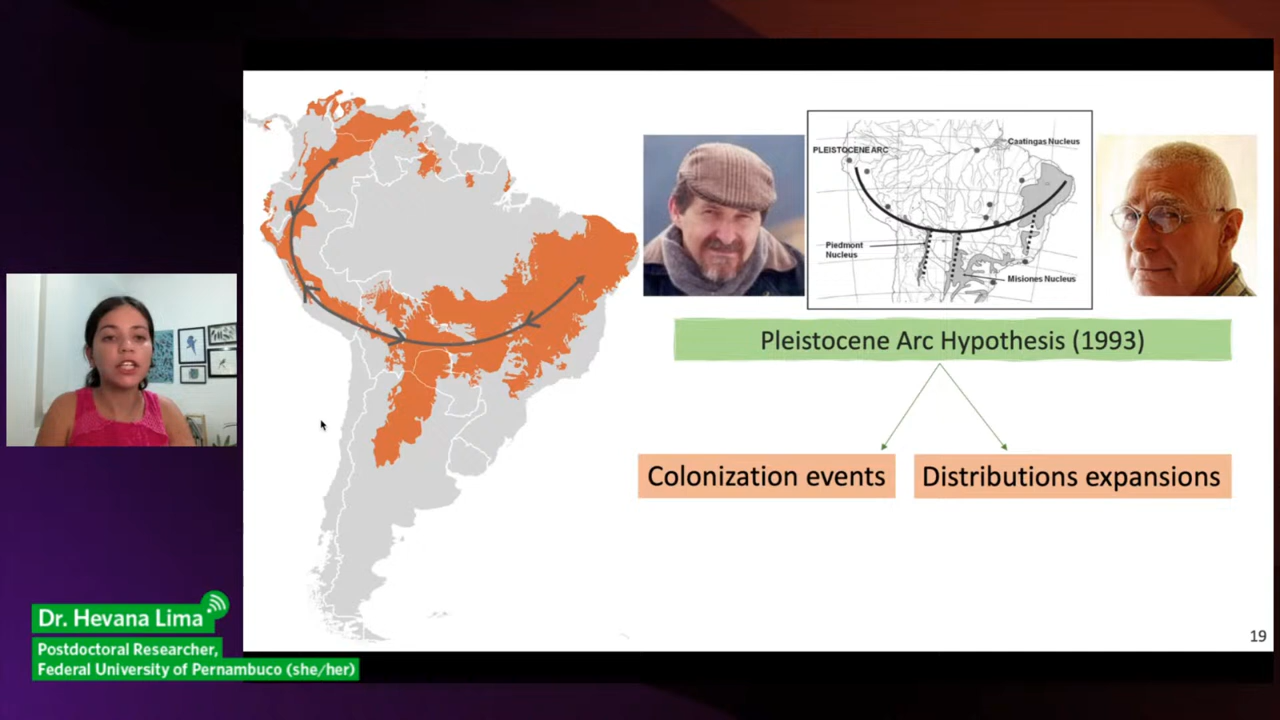 PLEISTOCENE ARC
Caatingas Nucleus
Piedmont
Nucleus
Misiones Nucleus
Pleistocene Arc Hypothesis (1993)
Colonization events
Distributions expansions
19
Dr. Hevana Lima
Postdoctoral Researcher,
Federal University of Pernambuco (she/her)